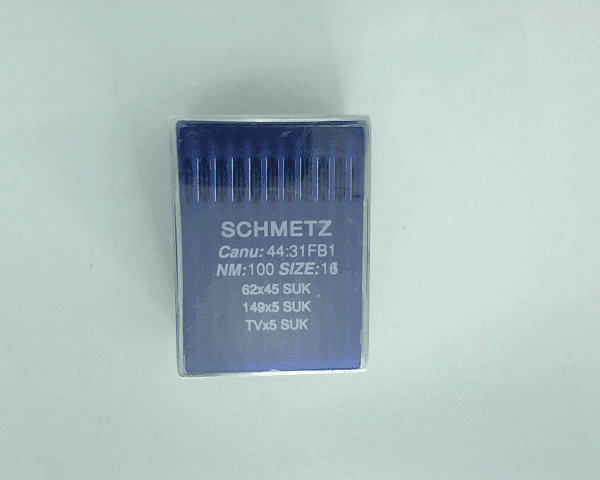 SCHMETZ
Canu: 44:31FB1
NM:100 SIZE:16
62x45 SUK
149x5 SUK
TVx5 SUK